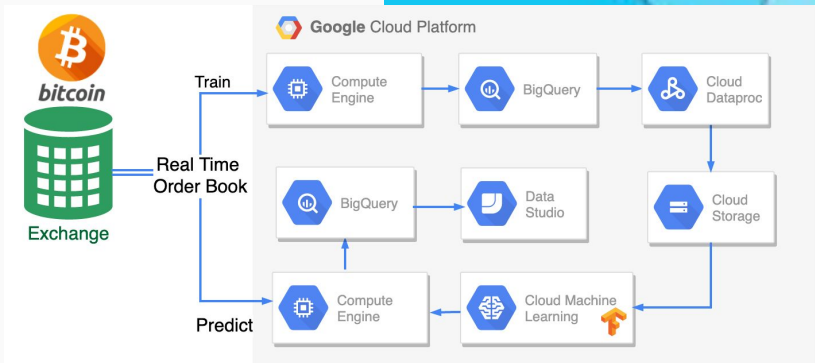 Google Cloud Platform
bitcoin
Exchange
Real Time
Order Book
Train
Compute
Engine
BigQuery
Cloud
Dataproc
Cloud
Storage
BigQuery
Data
Studio
Predict
Compute
Engine
Cloud Machine
Learning